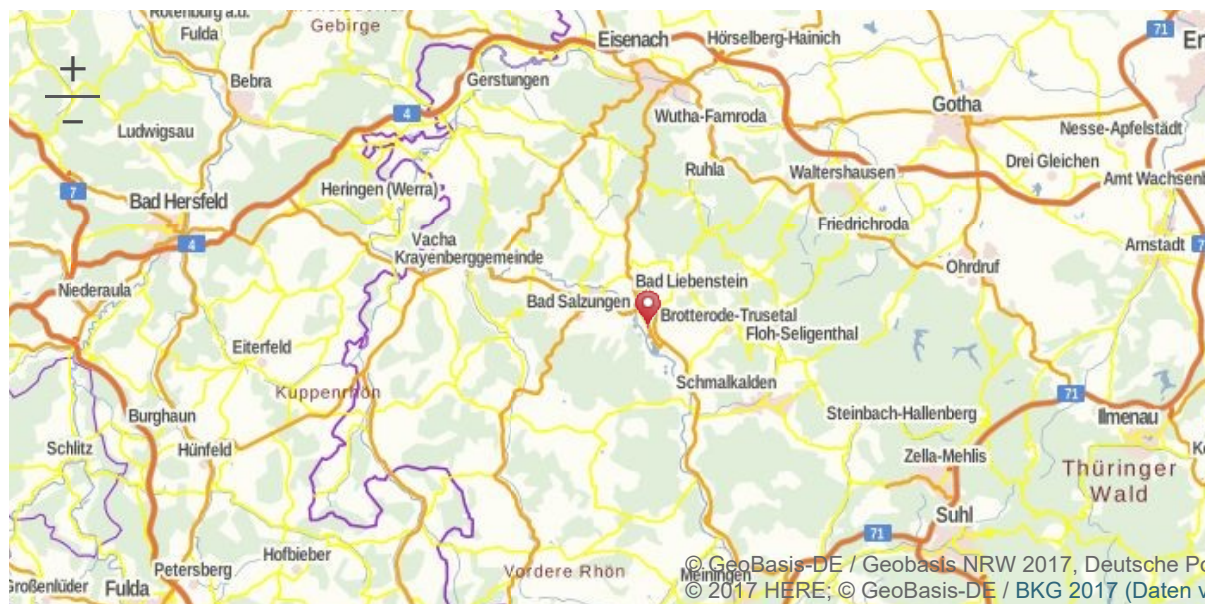 Rotenburg a.d.
Fulda
Gebirge
Eisenach
Hörselberg-Hainich
71
Bebra
Gerstungen
4
Gotha
Wutha-Farnroda
Ludwigsau
Nesse-Apfelstädt
Drei Gleichen
Ruhla
Waltershausen
Amt Wachsenb
7
Heringen (Werra)
Bad Hersfeld
Friedrichroda
4
Vacha
Arnstadt
Krayenberggemeinde
Ohrdruf
Niederaula
Bad Liebenstein
Bad Salzungen
Brotterode-Trusetal
Floh-Seligenthal
Eiterfeld
Schmalkalden
Kuppenrhön
71
Burghaun
Steinbach-Hallenberg
Ilmenau
Schlitz
Hünfeld
Zella-Mehlis
Thüringer
Wald
Suhl
71
Hofbieber
Petersberg
Vordere Rhön
Meiningen
Großenlüder
Fulda
© GeoBasis-DE / Geobasis NRW 2017, Deutsche Po
© 2017 HERE; © GeoBasis-DE / BKG 2017 (Daten v